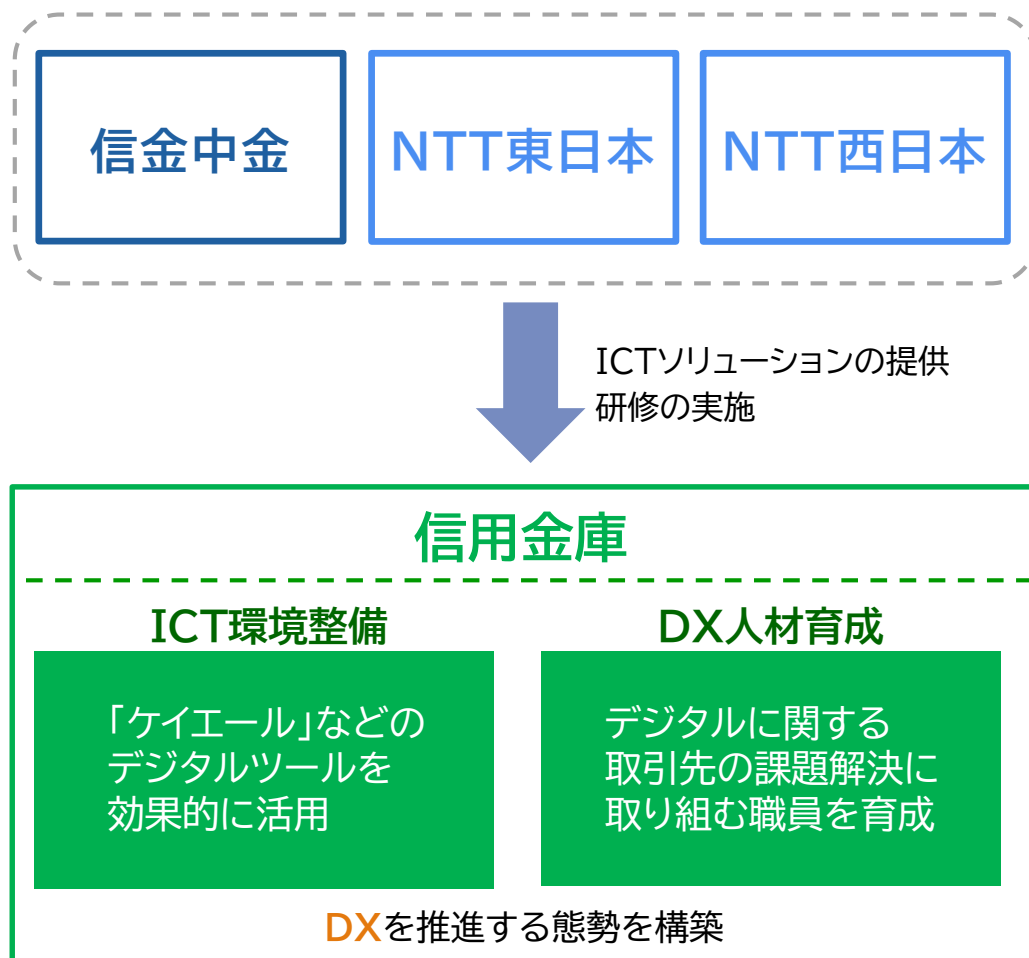 信金中金
NTT東日本
NTT西日本
ICTソリューションの提供
研修の実施
信用金庫
ICT環境整備
「ケイエール」などの
デジタルツールを
効果的に活用
DX人材育成
デジタルに関する
取引先の課題解決に
取り組む職員を育成
DXを推進する態勢を構築